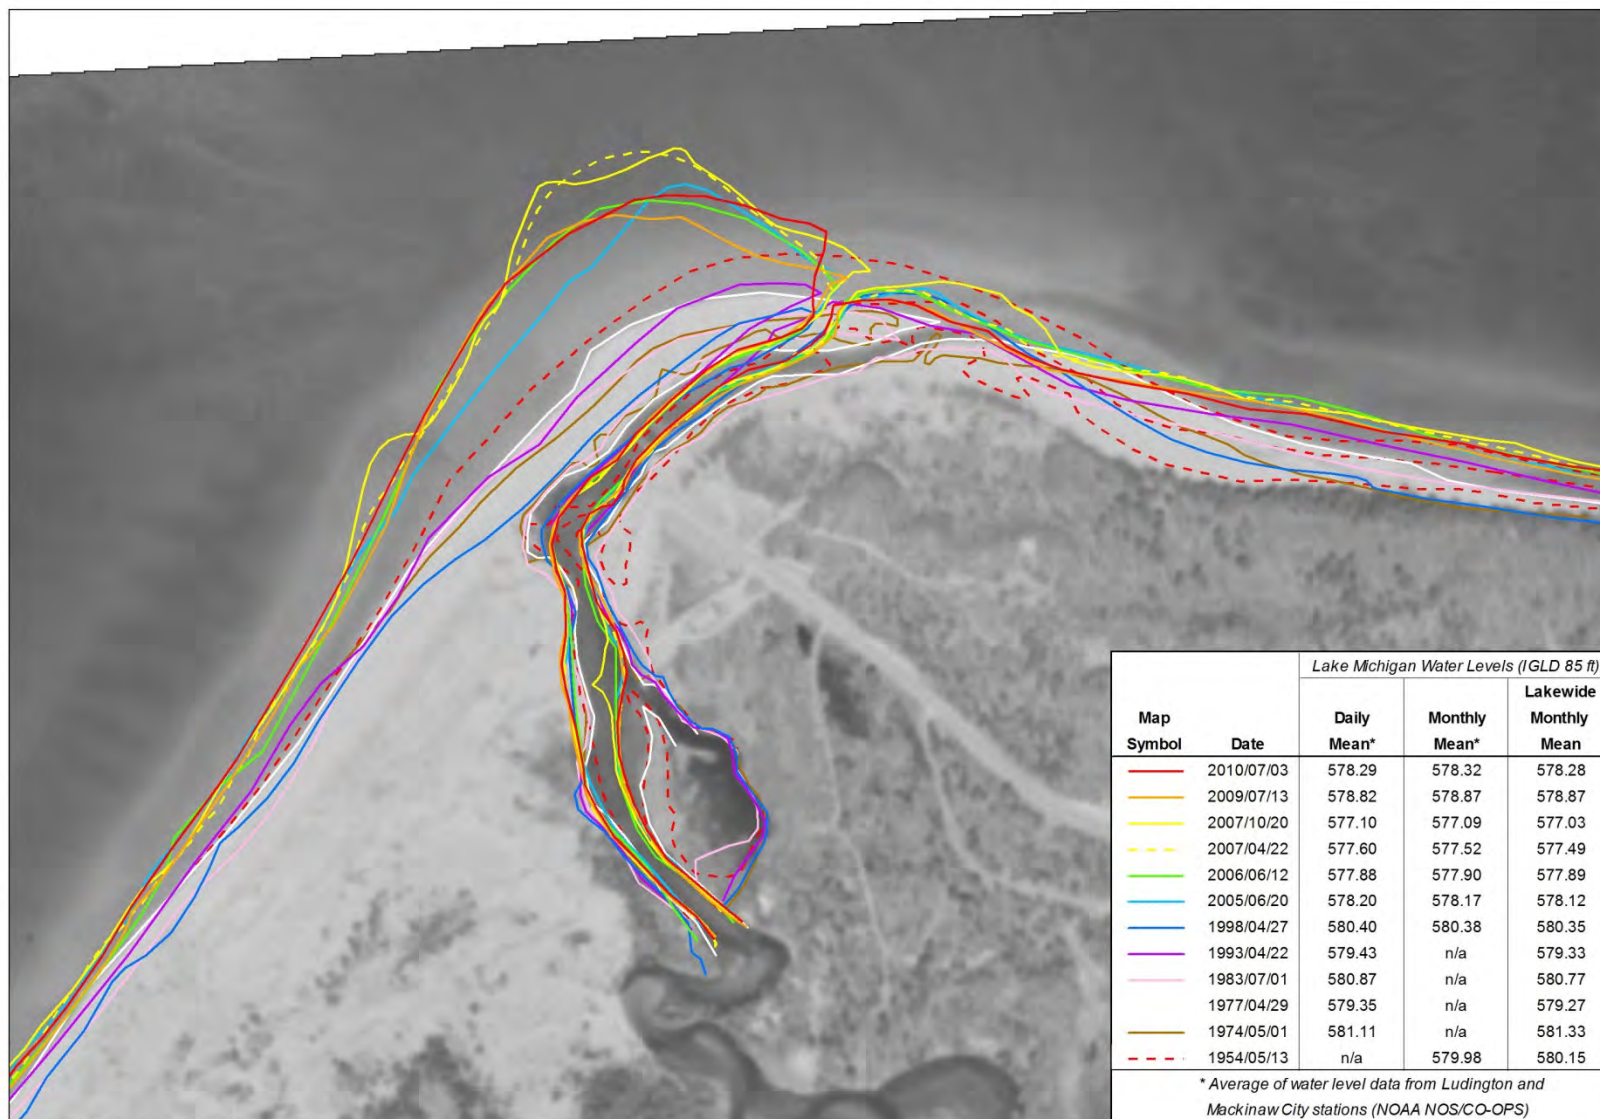 Lake Michigan Water Levels (IGLD 85 ft)
Lakewide
Map Daily Monthly Monthly
Symbol Date Mean* Mean* Mean
2010/07/03 578.29 578.32 578.28
2009/07/13 578.82 578.87 578.87
2007/10/20 577.10 577.09 577.03
2007/04/22 577.60 577.52 577.49
2006/06/12 577.88 577.90 577.89
2005/06/20 578.20 578.17 578.12
1998/04/27 580.40 580.38 580.35
1993/04/22 579.43 n/a 579.33
1983/07/01 580.87 n/a 580.77
1977/04/29 579.35 n/a 579.27
1974/05/01 581.11 n/a 581.33
1954/05/13 n/a 579.98 580.15
* Average of water level data from Ludington and
Mackinaw City stations (NOAA NOS/CO-OPS)